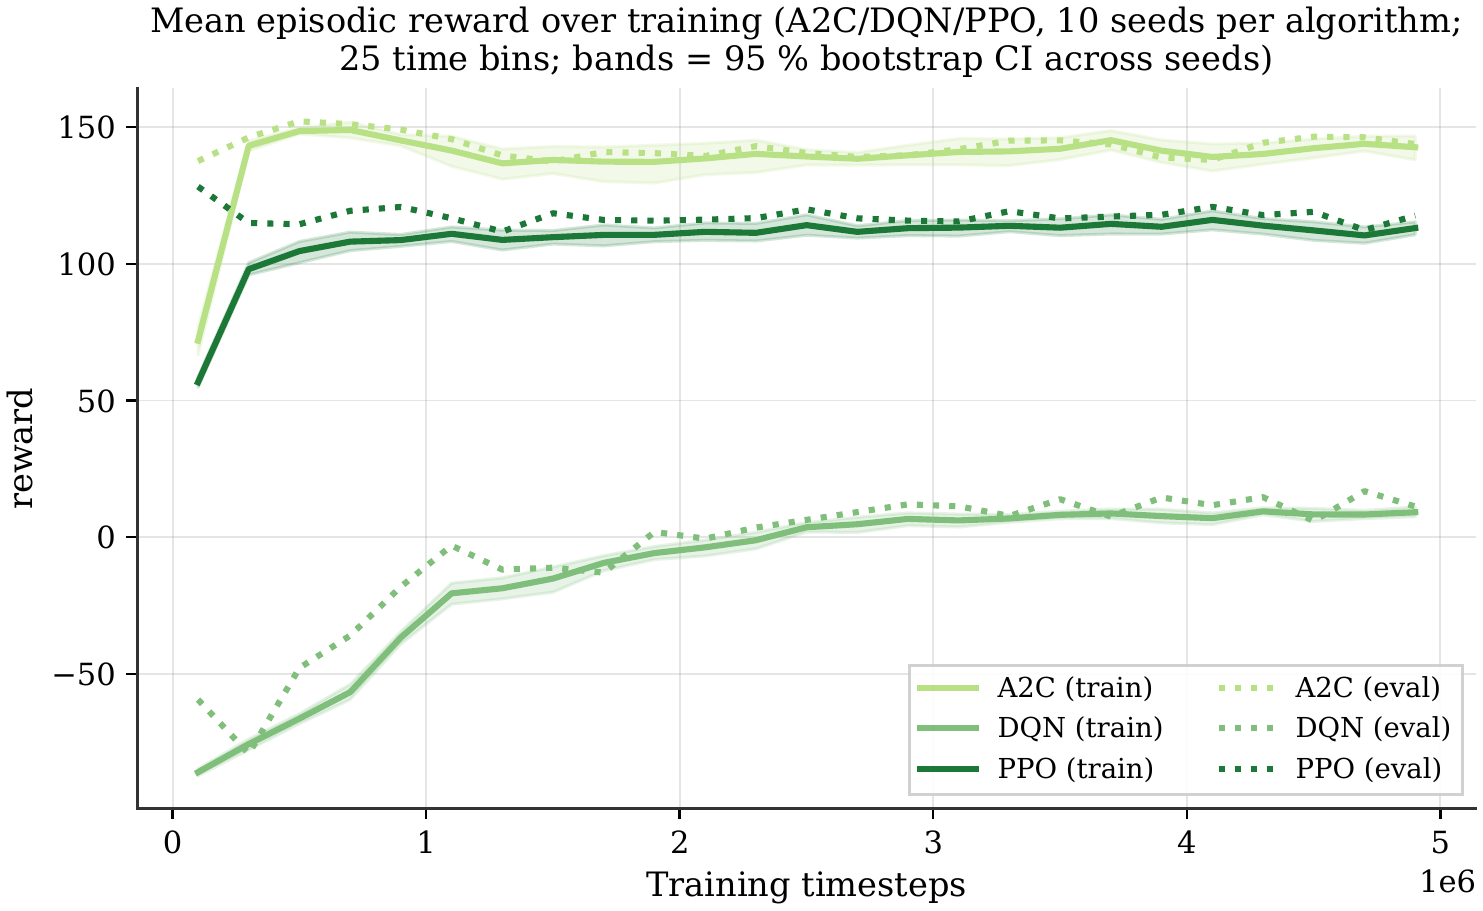 Mean episodic reward over training (A2C/DQN/PPO, 10 seeds per algorithm;
25 time bins; bands = 95 % bootstrap CI across seeds)
reward
150
100
50
0
−50
0 1 2 3 4 5
1e6
Training timesteps
A2C (train) A2C (eval)
DQN (train) DQN (eval)
PPO (train) PPO (eval)